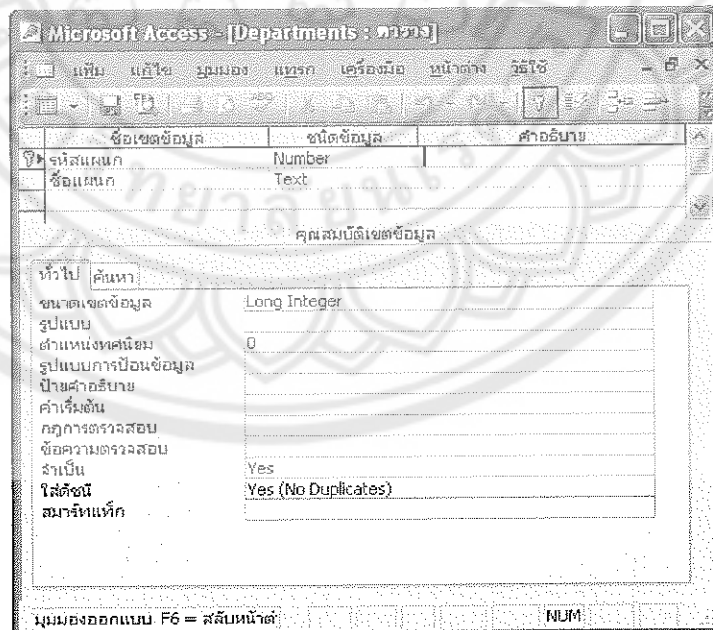 Microsoft Access - [Departments : ตาราง]
แฟ้ม แก้ไข มุมมอง แทรก เครื่องมือ หน้าต่าง วิธีใช้
ชื่อเขตข้อมูล ชนิดข้อมูล คำอธิบาย
รหัสแผนก Number
ชื่อแผนก Text
คุณสมบัติเขตข้อมูล
ทั่วไป ค้นหา
ขนาดเขตข้อมูล Long Integer
รูปแบบ
ตำแหน่งทศนิยม 0
รูปแบบการป้อนข้อมูล
ป้ายคำอธิบาย
ค่าเริ่มต้น
กฎการตรวจสอบ
ข้อความตรวจสอบ
จำเป็น Yes
ใส่ดัชนี Yes (No Duplicates)
สมาร์ทแท็ก
มุมมองออกแบบ F6 = สลับหน้าต่ NUM